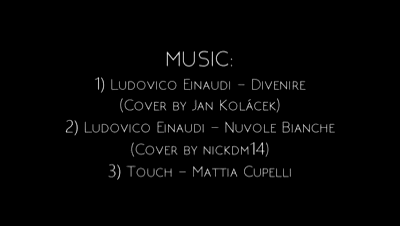 MUSIC:
1) LUDOVICO EINAUDI – DIVENIRE
(COVER BY JAN KOLÁCEK)
2) LUDOVICO EINAUDI – NUVOLE BIANCHE
(COVER BY NICKDM14)
3) TOUCH – MATTIA CUPELLI